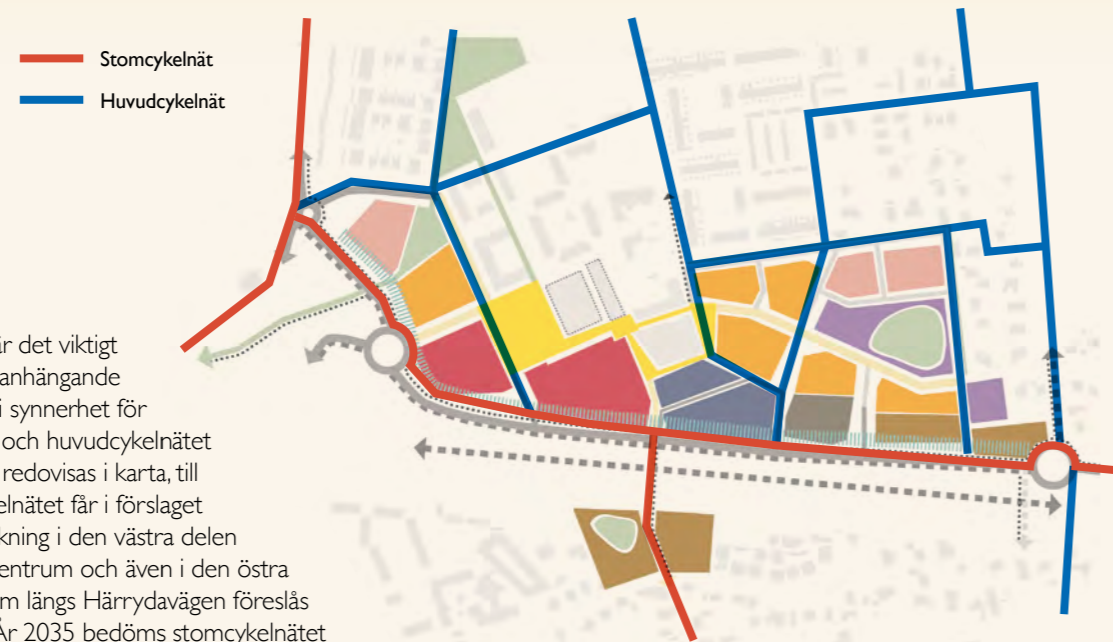 Stomcykelnät
Huvudcykelnät
är det viktigt
anhängande
i synnerhet för
och huvudcykelnätet
redovisas i karta, till
elnätet får i förslaget
kning i den västra delen
entrum och även i den östra
m längs Härrydavägen föreslås
År 2035 bedöms stomcykelnätet